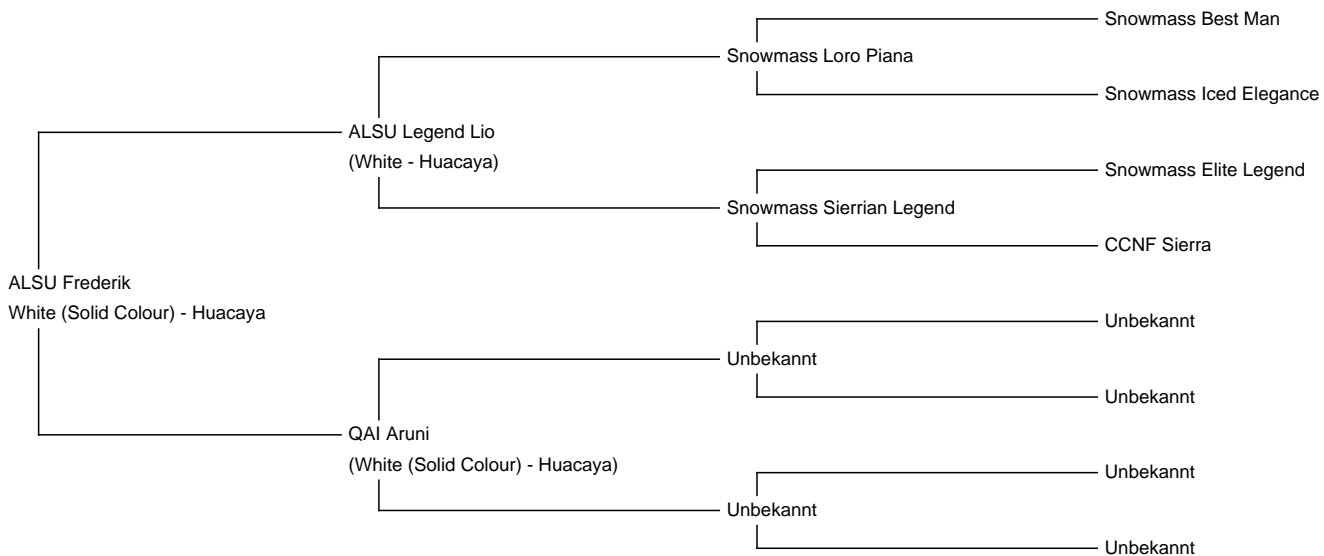 Snowmass Best Man
Snowmass Loro Piana
Snowmass Iced Elegance
ALSU Legend Lio
(White - Huacaya)
Snowmass Elite Legend
Snowmass Sierrian Legend
CCNF Sierra
ALSU Frederik
White (Solid Colour) - Huacaya
Unbekannt
Unbekannt
Unbekannt
QAI Aruni
(White (Solid Colour) - Huacaya)
Unbekannt
Unbekannt
Unbekannt